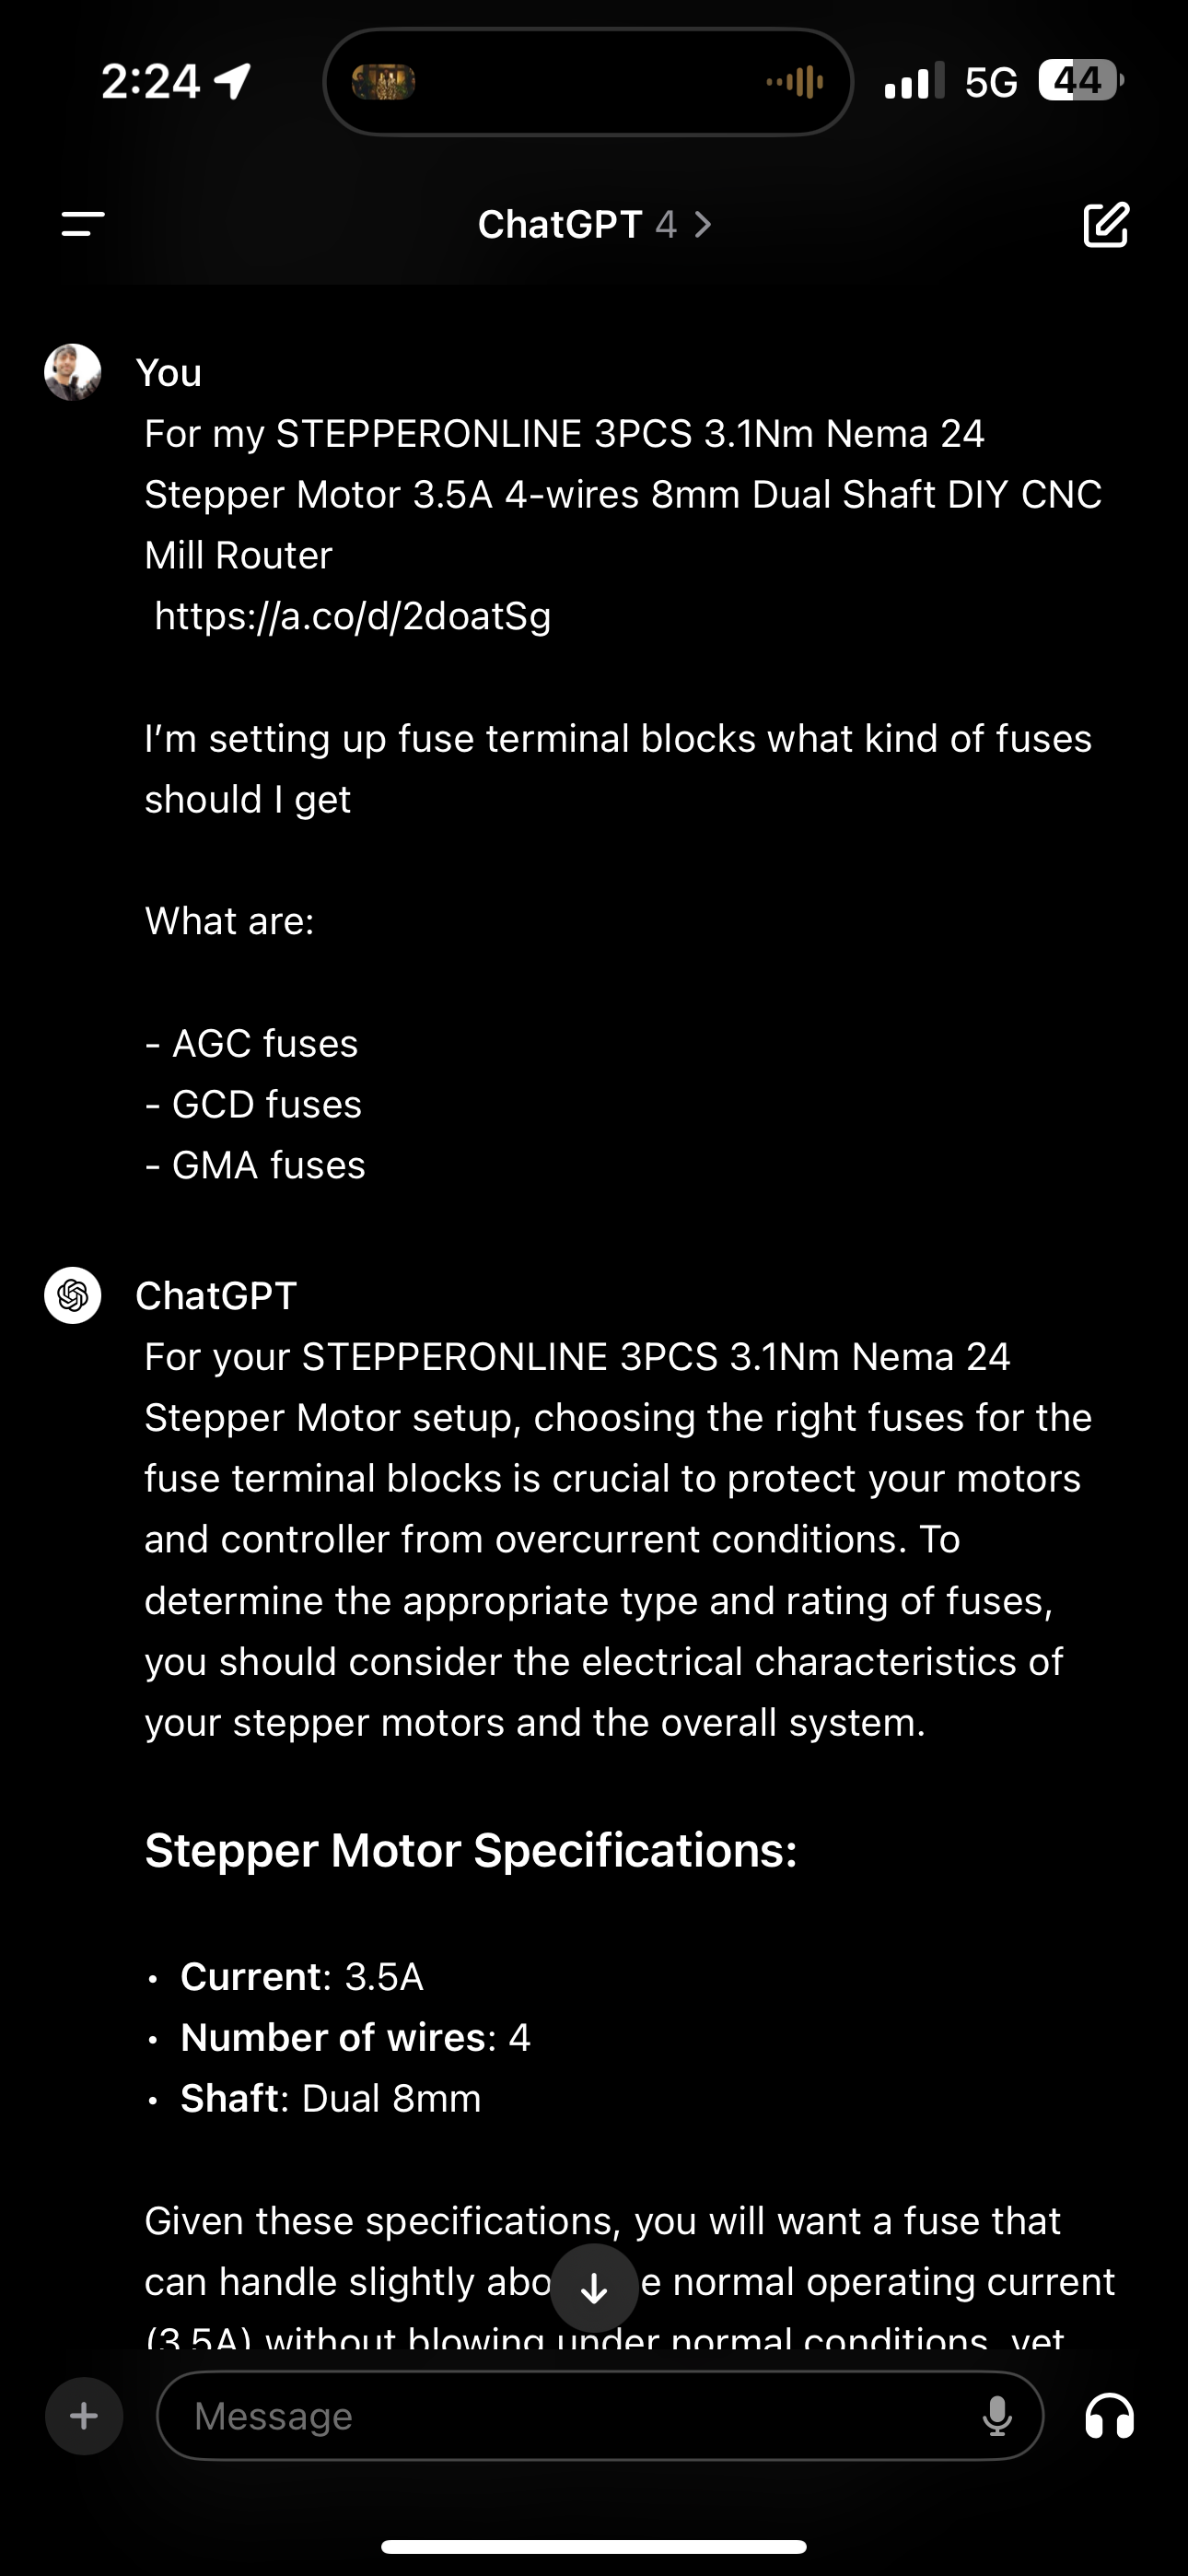 2:24
5G
44
ChatGPT 4
You
For my STEPPERONLINE 3PCS 3.1Nm Nema 24
Stepper Motor 3.5A 4-wires 8mm Dual Shaft DIY CNC
Mill Router
https://a.co/d/2doatSg
I’m setting up fuse terminal blocks what kind of fuses
should I get
What are:
- AGC fuses
- GCD fuses
- GMA fuses
ChatGPT
For your STEPPERONLINE 3PCS 3.1Nm Nema 24
Stepper Motor setup, choosing the right fuses for the
fuse terminal blocks is crucial to protect your motors
and controller from overcurrent conditions. To
determine the appropriate type and rating of fuses,
you should consider the electrical characteristics of
your stepper motors and the overall system.
Stepper Motor Specifications:
• Current: 3.5A
• Number of wires: 4
• Shaft: Dual 8mm
Given these specifications, you will want a fuse that
can handle slightly abo e normal operating current
(3.5A) without blowing under normal conditions, yet
Message